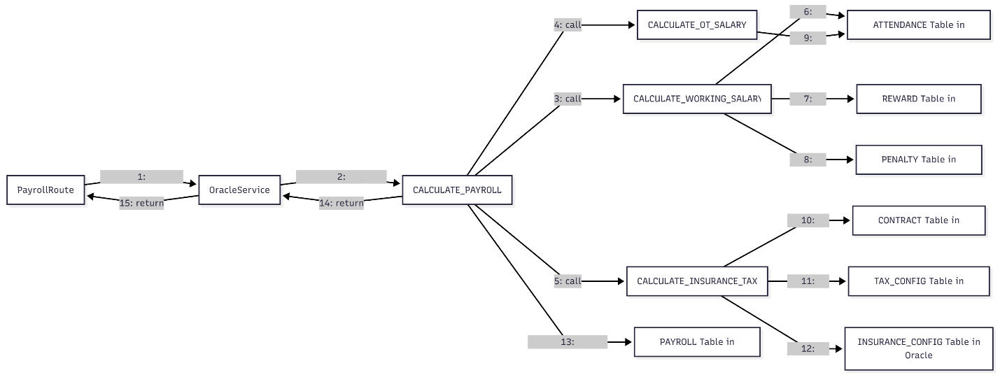 6:
4: call
CALCULATE_OT_SALARY
ATTENDANCE Table in
9:
3: call
CALCULATE_WORKING_SALARY
7:
REWARD Table in
8:
PENALTY Table in
1:
2:
PayrollRoute
OracleService
CALCULATE_PAYROLL
15: return
14: return
10:
CONTRACT Table in
5: call
CALCULATE_INSURANCE_TAX
11:
TAX_CONFIG Table in
13:
PAYROLL Table in
12:
INSURANCE_CONFIG Table in
Oracle